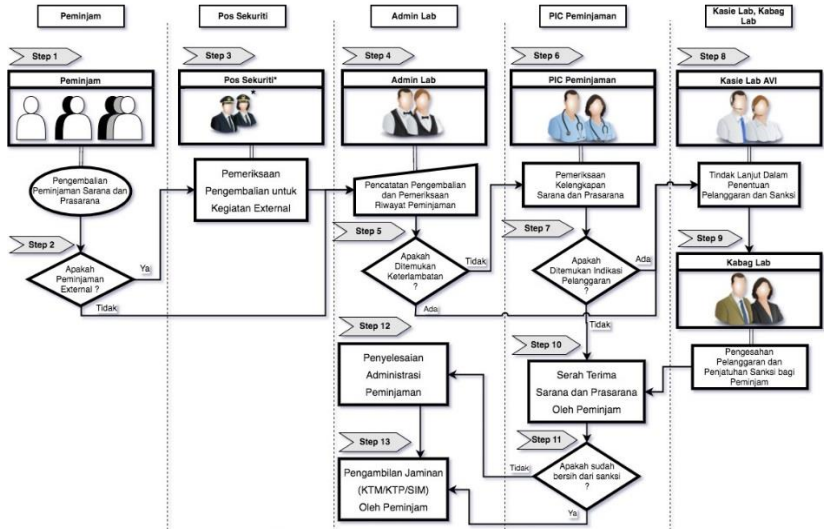 Peminjam
Pos Sekuriti
Admin Lab
PIC Peminjaman
Kasie Lab, Kabag
Lab
Step 1
Peminjam
Pengembalian
Peminjaman Sarana dan
Prasarana
Step 2
Apakah
Peminjaman
External ?
Ya
Tidak
Step 3
Pos Sekuriti*
*
Pemeriksaan
Pengembalian untuk
Kegiatan External
Step 4
Admin Lab
Pencatatan Pengembalian
dan Pemeriksaan
Riwayat Peminjaman
Step 5
Apakah
Ditemukan
Keterlambatan
?
Tidak
Ada
Step 6
PIC Peminjaman
Pemeriksaan
Kelengkapan
Sarana dan Prasarana
Step 7
Apakah
Ditemukan Indikasi
Pelanggaran
?
Ada
Tidak
Step 8
Kasie Lab AVI
Tindak Lanjut Dalam
Penentuan
Pelanggaran dan Sanksi
Step 9
Kabag Lab
Pengesahan
Pelanggaran dan
Penjatuhan Sanksi bagi
Peminjam
Step 10
Serah Terima
Sarana dan Prasarana
Oleh Peminjam
Step 11
Apakah sudah
bersih dari sanksi
?
Tidak
Ya
Step 12
Penyelesaian
Administrasi
Peminjaman
Step 13
Pengambilan Jaminan
(KTM/KTP/SIM)
Oleh Peminjam